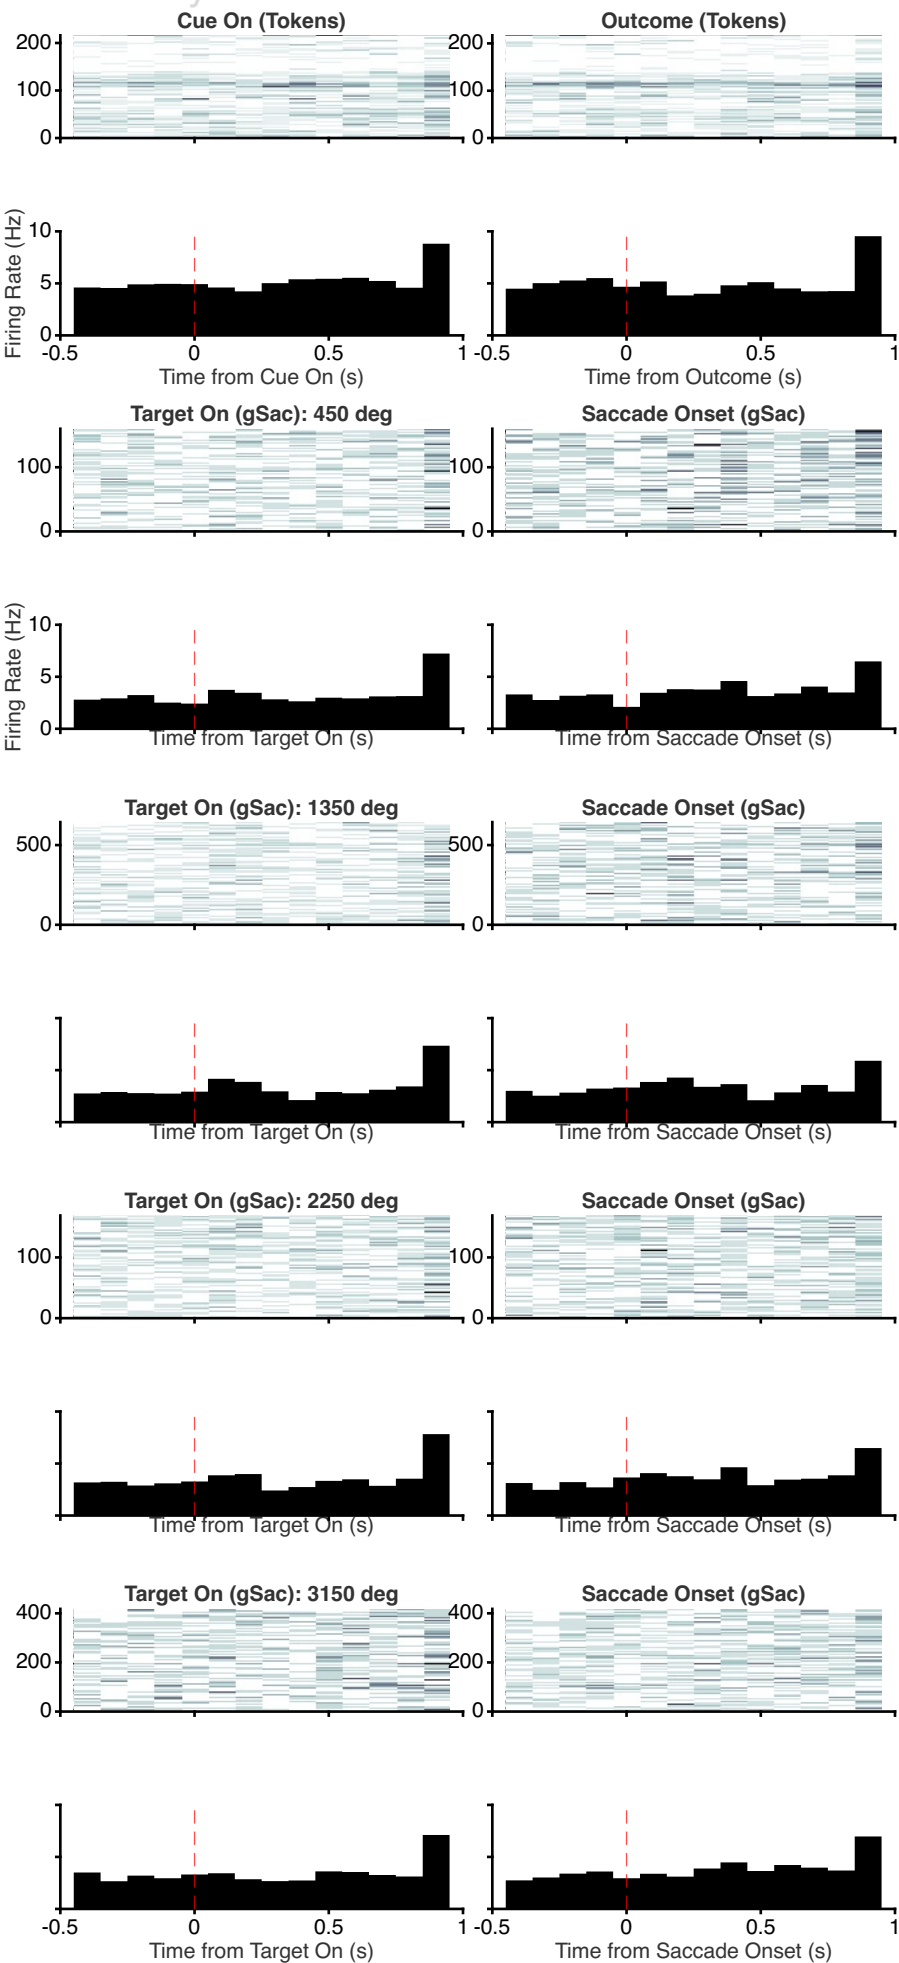 Cue On (Tokens) Outcome (Tokens)
200 200
100 100
0 0
Firing Rate (Hz)
10
5
0
-0.5 0 0.5 1 -0.5 0 0.5 1
Time from Cue On (s) Time from Outcome (s)
Target On (gSac): 450 deg Saccade Onset (gSac)
100 100
0 0
Firing Rate (Hz)
10
5
0
Time from Target On (s) Time from Saccade Onset (s)
Target On (gSac): 1350 deg Saccade Onset (gSac)
500 500
0 0
Time from Target On (s) Time from Saccade Onset (s)
Target On (gSac): 2250 deg Saccade Onset (gSac)
100 100
0 0
Time from Target On (s) Time from Saccade Onset (s)
Target On (gSac): 3150 deg Saccade Onset (gSac)
400 400
200 200
0 0
-0.5 0 0.5 1 -0.5 0 0.5 1
Time from Target On (s) Time from Saccade Onset (s)